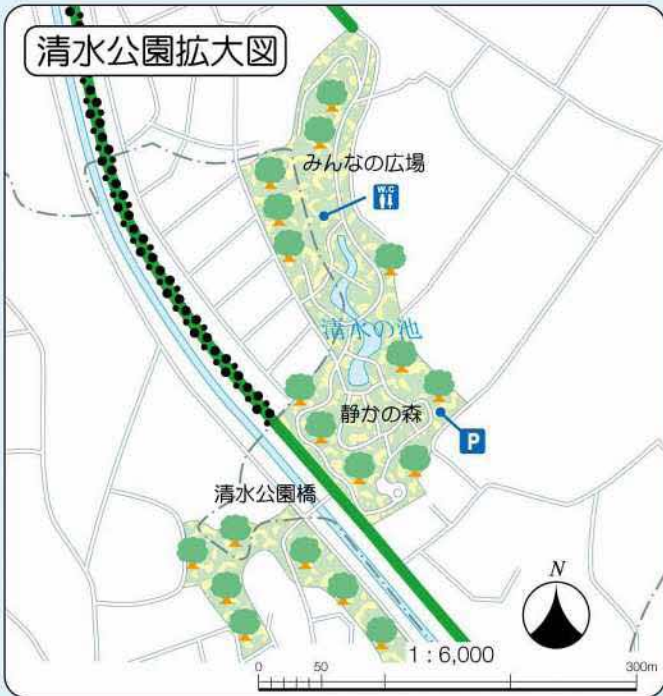 清水公園拡大図
みんなの広場
W.C
清水の池
静かの森
P
清水公園橋
N
1:6,000
0 50 300m